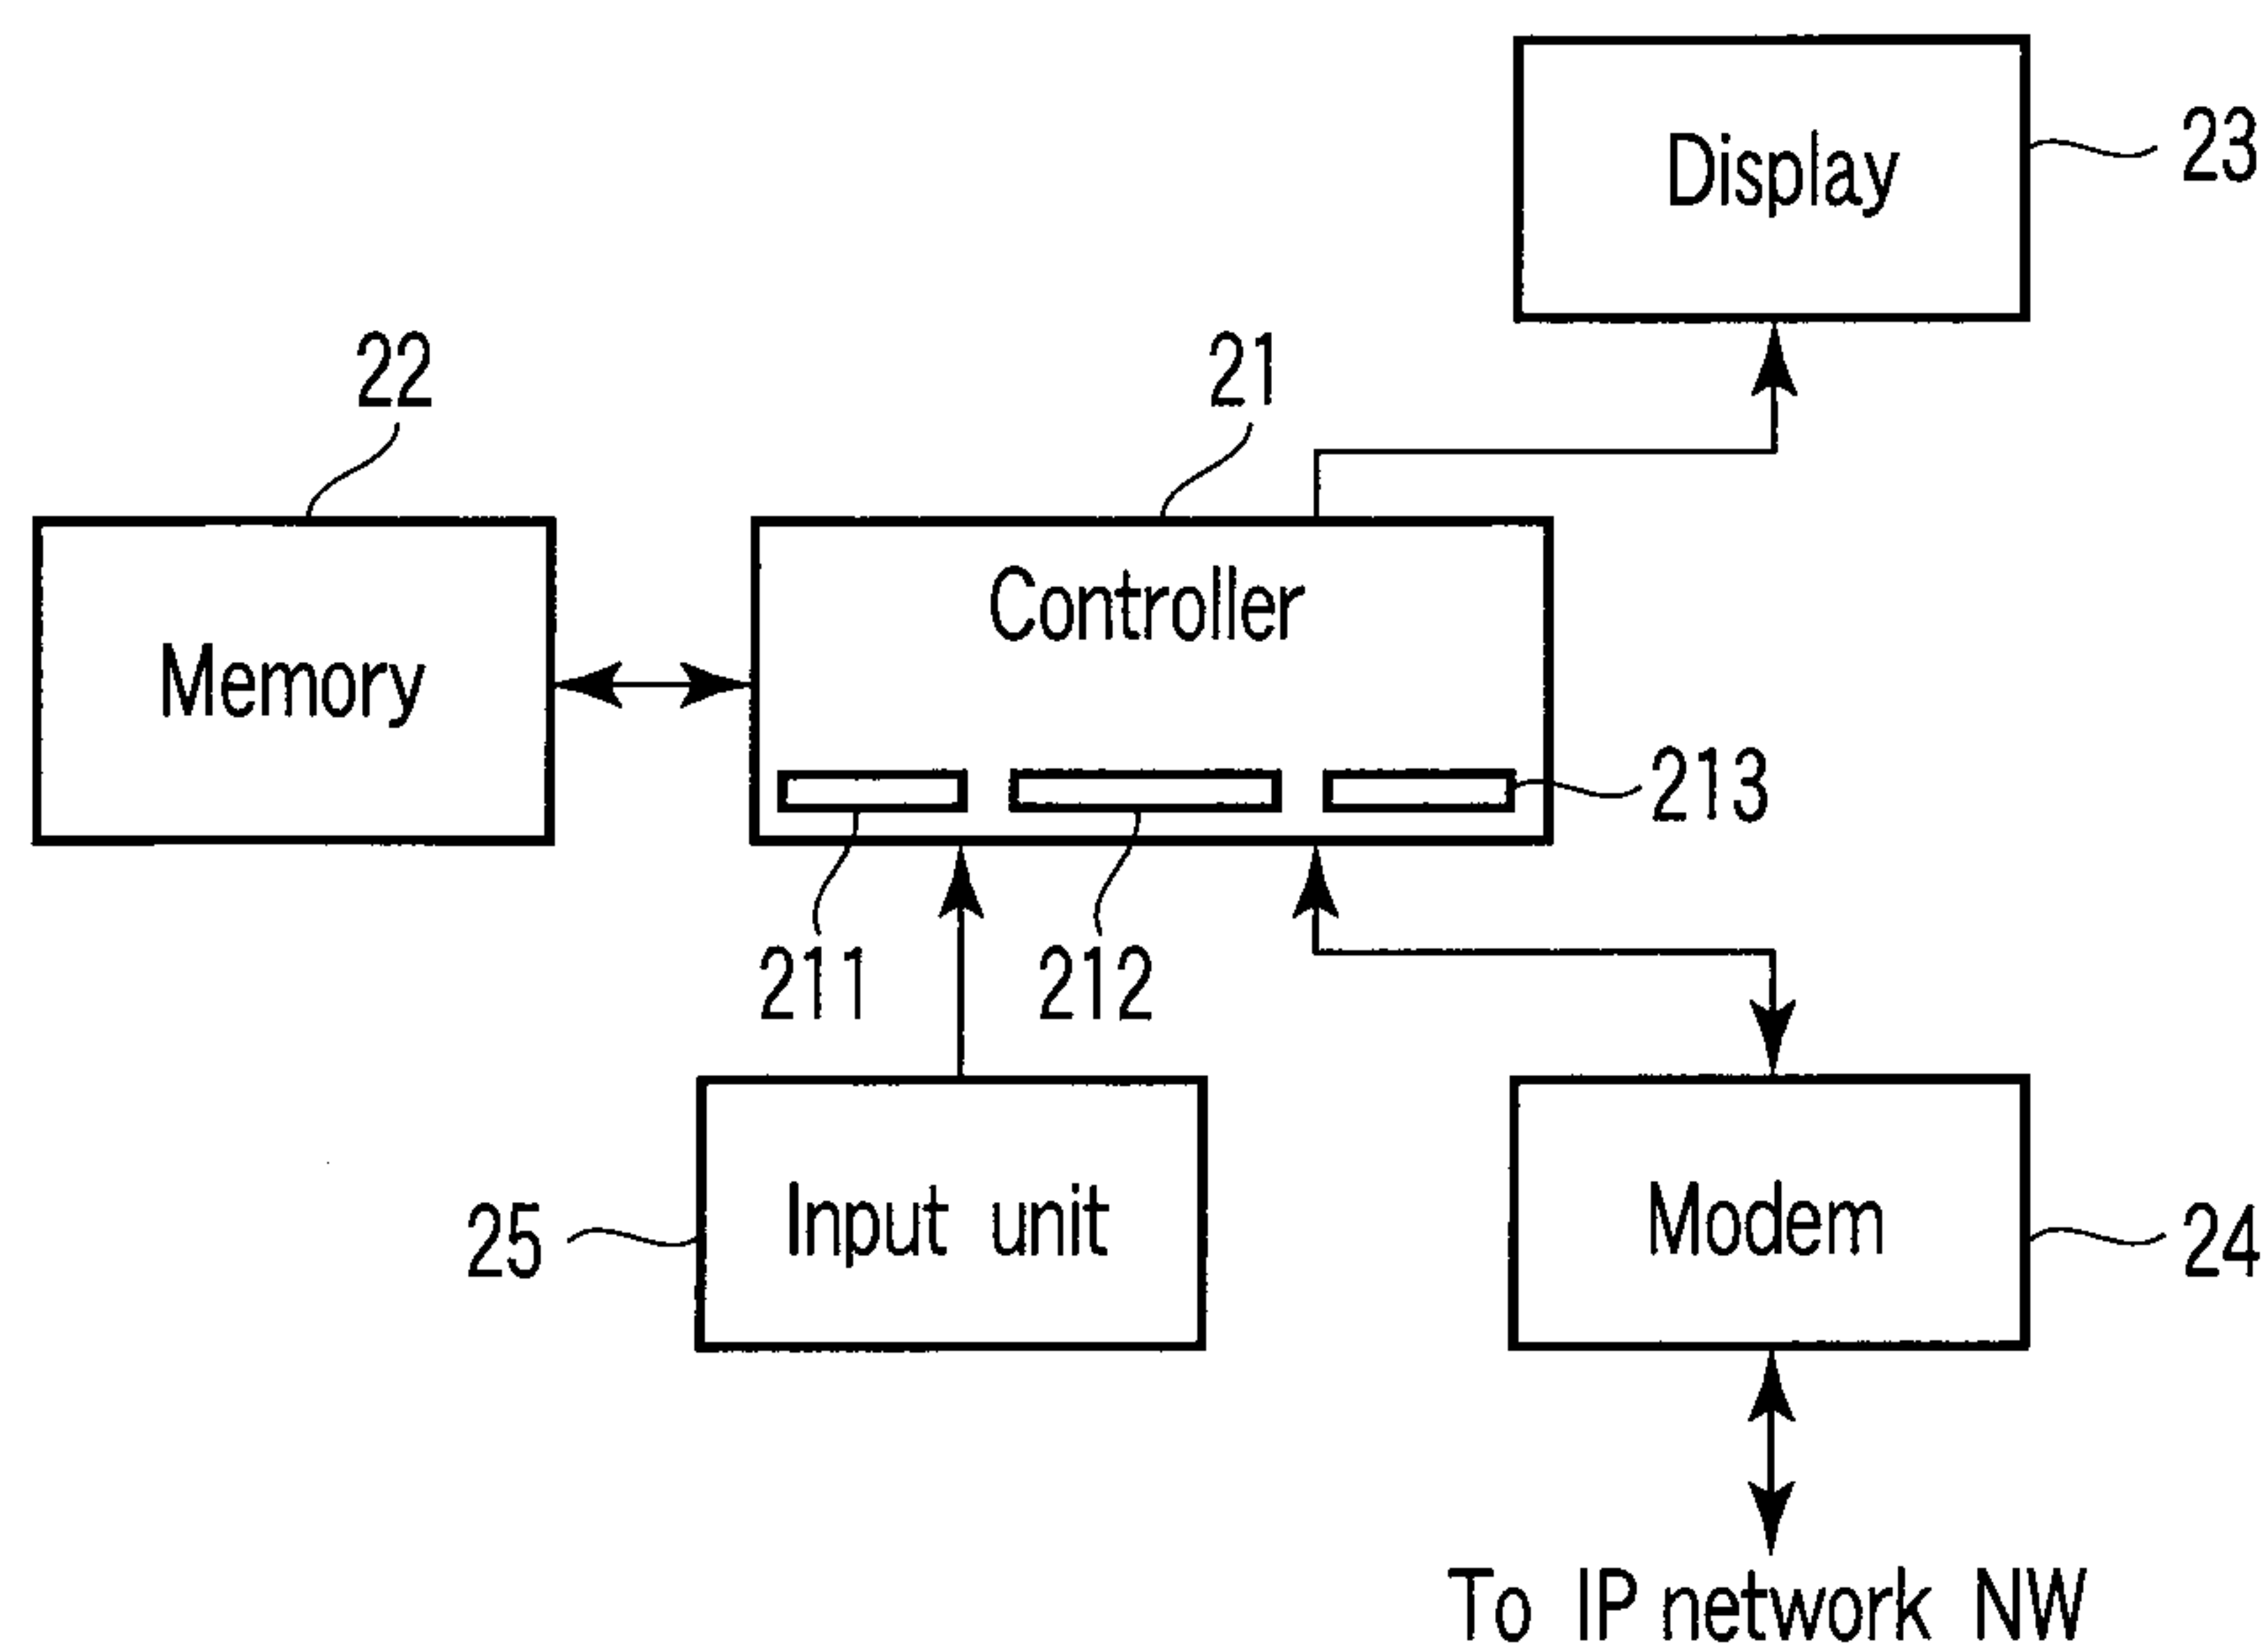 Display
23
22
21
Memory
Controller
213
211
212
25
Input unit
Modem
24
To IP network NW